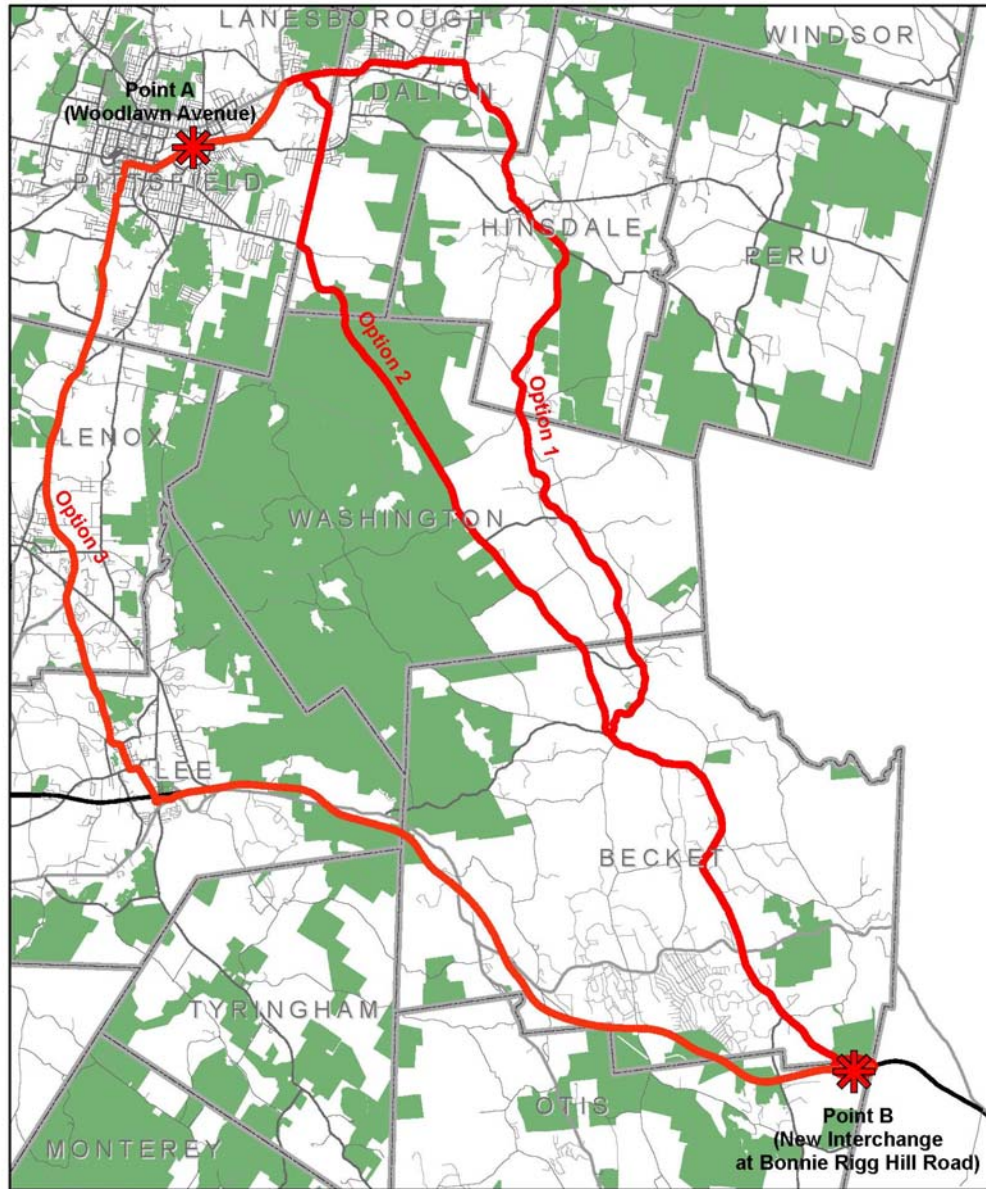 LANESBOROUGH
WINDSOR
Point A
(Woodlawn Avenue)
DALTON
PITTSFIELD
HINSDALE
PERU
Option 2
Option 1
LENOX
Option 3
WASHINGTON
LEE
BECKET
TYRINGHAM
OTIS
Point B
(New Interchange
at Bonnie Rigg Hill Road)
MONTEREY